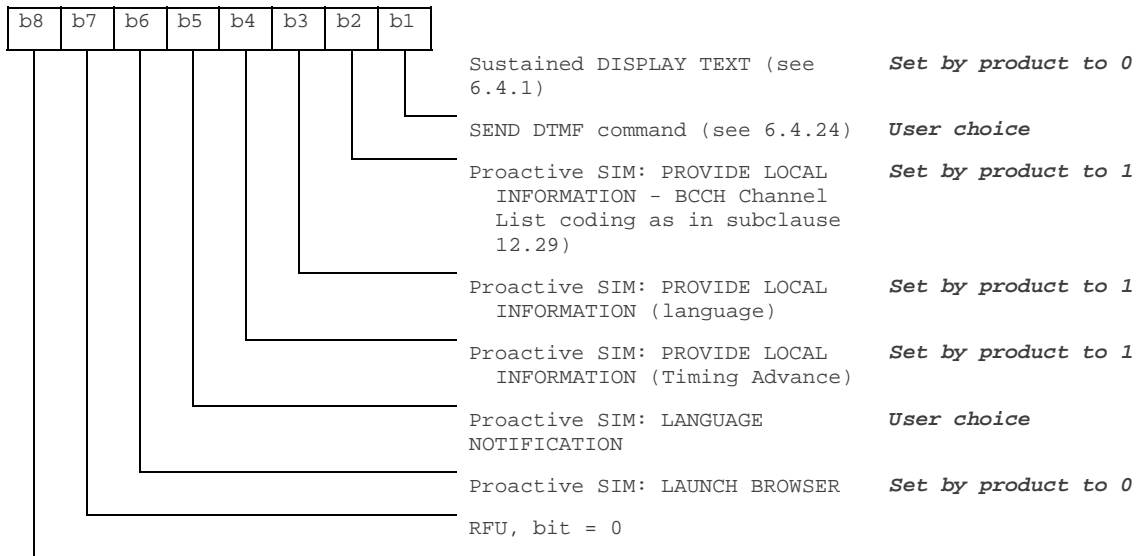 b8 b7 b6 b5 b4 b3 b2 b1
Sustained DISPLAY TEXT (see Set by product to 0
6.4.1)
SEND DTMF command (see 6.4.24) User choice
Proactive SIM: PROVIDE LOCAL Set by product to 1
INFORMATION - BCCH Channel
List coding as in subclause
12.29)
Proactive SIM: PROVIDE LOCAL Set by product to 1
INFORMATION (language)
Proactive SIM: PROVIDE LOCAL Set by product to 1
INFORMATION (Timing Advance)
Proactive SIM: LANGUAGE User choice
NOTIFICATION
Proactive SIM: LAUNCH BROWSER Set by product to 0
RFU, bit = 0